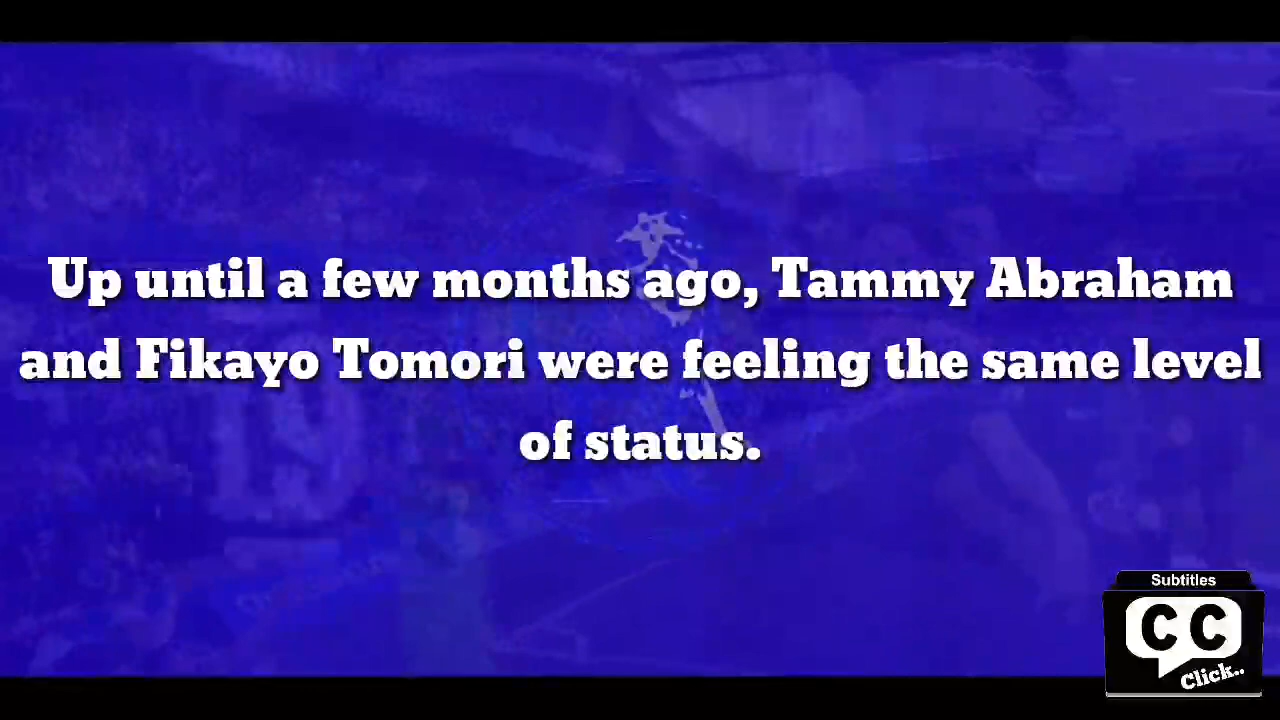 Up until a few months ago, Tammy Abraham
and Fikayo Tomori were feeling the same level
of status.
Subtitles
CC
Click..